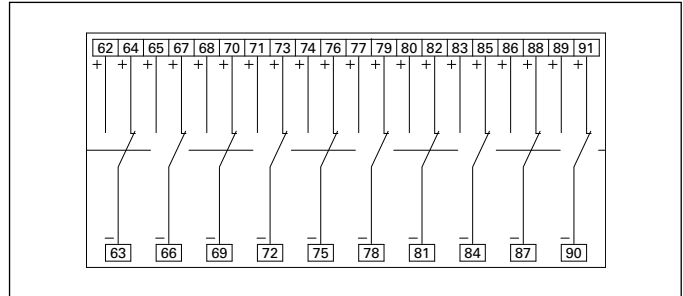 62 64 65 67 68 70 71 73 74 76 77 79 80 82 83 85 86 88 89 91
+ + + + + + + + + + + + + + + + + + + +
– – – – – – – – – –
63 66 69 72 75 78 81 84 87 90